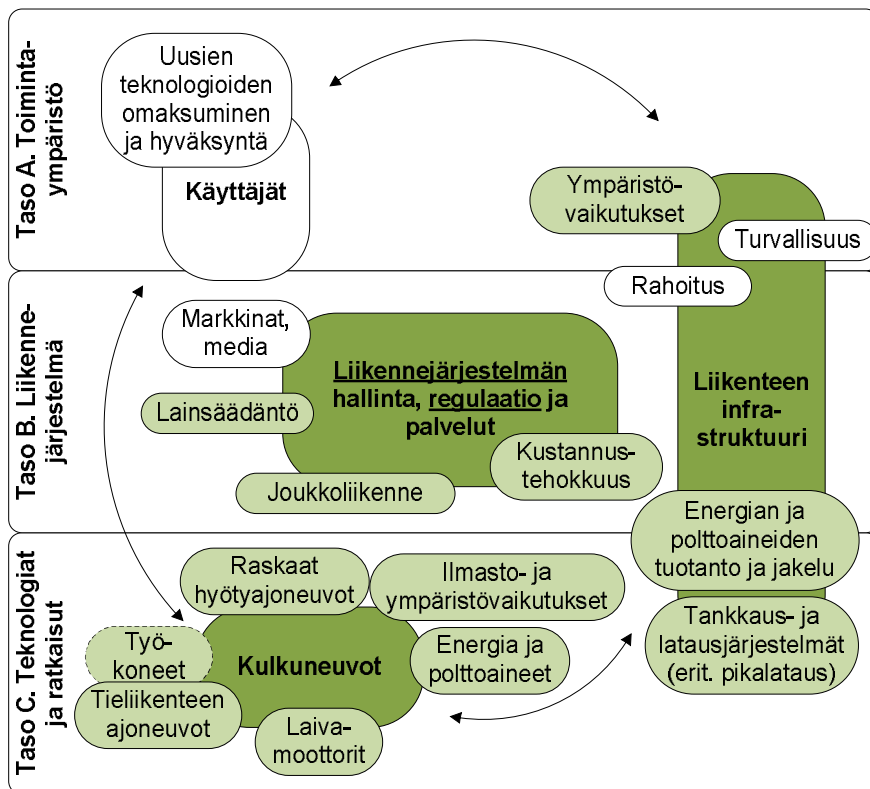 Taso A. Toiminta-
ympäristö
Uusien
teknologioiden
omaksuminen
ja hyväksyntä
Käyttäjät
Ympäristö-
vaikutukset
Turvallisuus
Rahoitus
Taso B. Liikenne-
järjestelmä
Markkinat,
media
Lainsäädäntö
Joukkoliikenne
Liikennejärjestelmän
hallinta, regulaatio ja
palvelut
Kustannus-
tehokkuus
Liikenteen
infra-
struktuuri
Energian ja
polttoaineiden
tuotanto ja jakelu
Taso C. Teknologiat
ja ratkaisut
Raskaat
hyötyajoneuvot
Ilmasto- ja
ympäristövaikutukset
Työ-
koneet
Kulkuneuvot
Energia ja
polttoaineet
Tieliikenteen
ajoneuvot
Laiva-
moottorit
Tankkaus- ja
latausjärjestelmät
(erit. pikalataus)